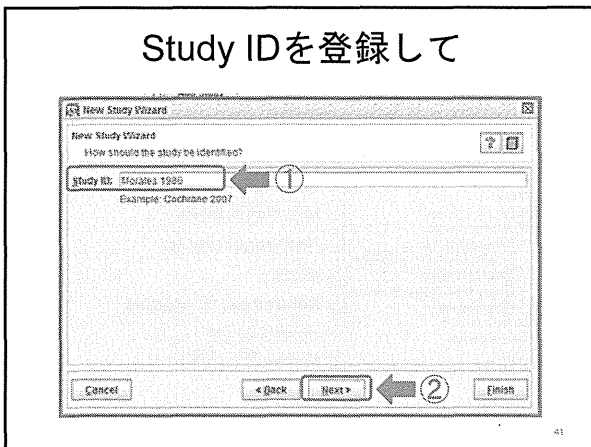 Study IDを登録して
New Study Wizard
New Study Wizard
How should the study be identified?
Study ID: Morales 1986 ①
Example: Cochrane 2007
Cancel < Back Next > ② Finish
41